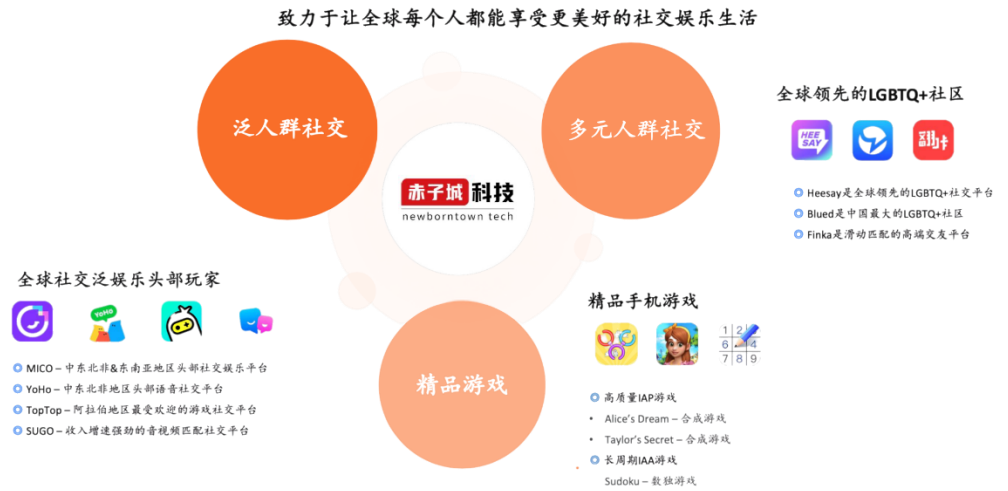 致力于让全球每个人都能享受更美好的社交娱乐生活
泛人群社交
多元人群社交
全球领先的LGBTQ+社区
HEE
SAY
翻咔
Heesay是全球领先的LGBTQ+社交平台
Blued是中国最大的LGBTQ+社区
Finka是滑动匹配的高端交友平台
赤子城科技
newborntown tech
全球社交泛娱乐头部玩家
YoHo
MICO – 中东北非&东南亚地区头部社交娱乐平台
YoHo – 中东北非地区头部语音社交平台
TopTop – 阿拉伯地区最受欢迎的游戏社交平台
SUGO – 收入增速强劲的音视频匹配社交平台
精品游戏
精品手机游戏
1 2
6 4
7 8 9
高质量IAP游戏
• Alice's Dream – 合成游戏
• Taylor's Secret – 合成游戏
长周期IAA游戏
Sudoku – 数独游戏